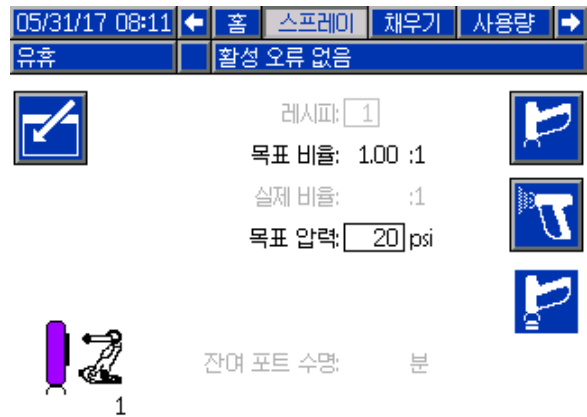 05/31/17 08:11 홈 스프레이 채우기 사용량
유휴 활성 오류 없음
레시피: 1
목표 비율: 1.00 :1
실제 비율: :1
목표 압력: 20 psi
잔여 포트 수명: 분
1